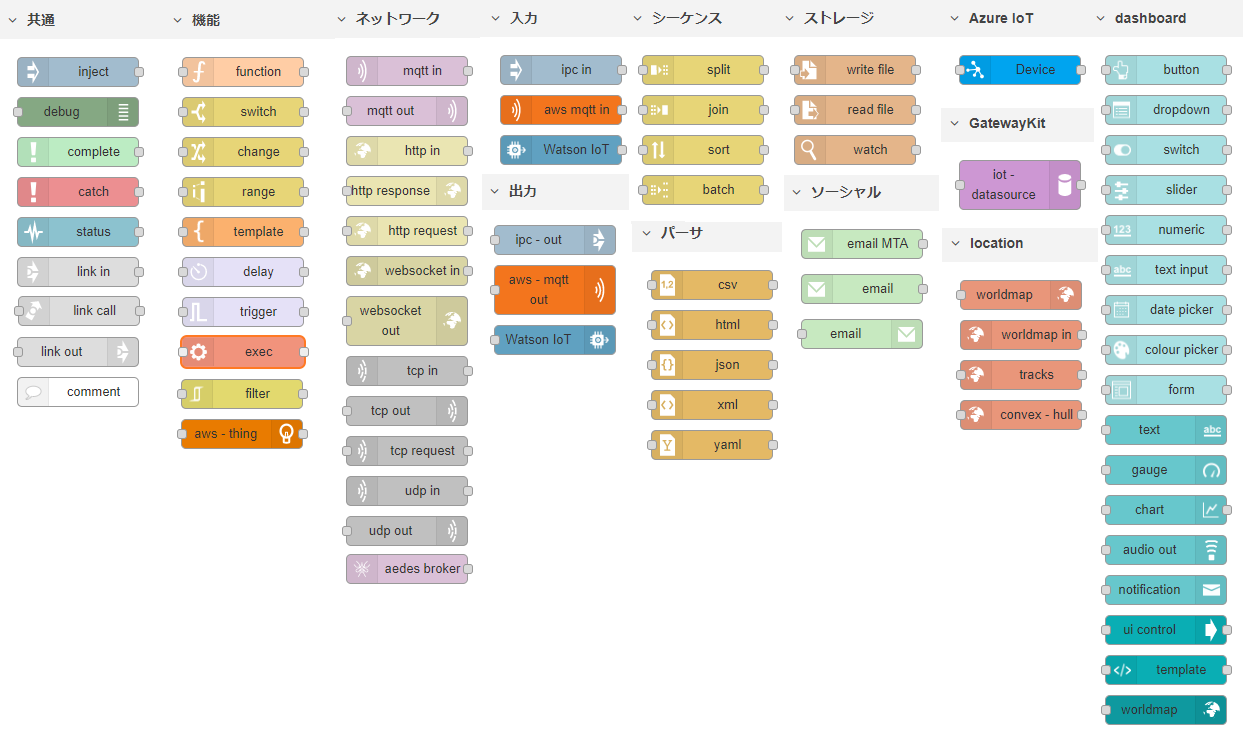 共通
inject
debug
complete
catch
status
link in
link call
link out
comment
機能
function
switch
change
range
template
delay
trigger
exec
filter
aws - thing
ネットワーク
mqtt in
mqtt out
http in
http response
http request
websocket in
websocket
out
tcp in
tcp out
tcp request
udp in
udp out
aedes broker
入力
ipc in
aws mqtt in
Watson IoT
出力
ipc - out
aws - mqtt
out
Watson IoT
シーケンス
split
join
sort
batch
パーサ
1,2
csv
html
json
xml
Y
yaml
ストレージ
write file
read file
watch
ソーシャル
email MTA
email
email
Azure IoT
Device
GatewayKit
iot -
datasource
location
worldmap
worldmap in
tracks
convex - hull
dashboard
button
dropdown
switch
slider
123
numeric
abc
text input
date picker
colour picker
form
text
abc
gauge
chart
audio out
notification
ui control
</>
template
worldmap